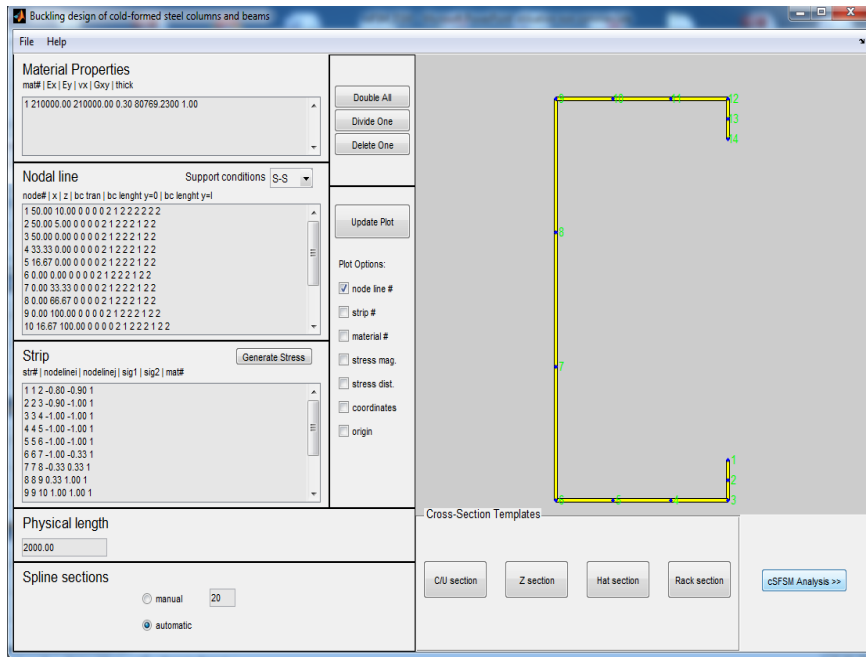 Buckling design of cold-formed steel columns and beams
File Help
Material Properties
mat# | Ex | Ey | vx | Gxy | thick
1 210000.00 210000.00 0.30 80769.2300 1.00
Nodal line
Support conditions S-S
node# | x | z | bc tran | bc lenght y=0 | bc lenght y=l
1 50.00 10.00 0 0 0 0 2 1 2 2 2 2 2 2
2 50.00 5.00 0 0 0 0 2 1 2 2 2 1 2 2
3 50.00 0.00 0 0 0 0 2 1 2 2 2 1 2 2
4 33.33 0.00 0 0 0 0 2 1 2 2 2 1 2 2
5 16.67 0.00 0 0 0 0 2 1 2 2 2 1 2 2
6 0.00 0.00 0 0 0 0 2 1 2 2 2 1 2 2
7 0.00 33.33 0 0 0 0 2 1 2 2 2 1 2 2
8 0.00 66.67 0 0 0 0 2 1 2 2 2 1 2 2
9 0.00 100.00 0 0 0 0 2 1 2 2 2 1 2 2
10 16.67 100.00 0 0 0 0 2 1 2 2 2 1 2 2
Strip
Generate Stress
str# | nodelinei | nodelinej | sig1 | sig2 | mat#
1 1 2 -0.80 -0.90 1
2 2 3 -0.90 -1.00 1
3 3 4 -1.00 -1.00 1
4 4 5 -1.00 -1.00 1
5 5 6 -1.00 -1.00 1
6 6 7 -1.00 -0.33 1
7 7 8 -0.33 0.33 1
8 8 9 0.33 1.00 1
9 9 10 1.00 1.00 1
Physical length
2000.00
Spline sections
manual 20
automatic
Double All
Divide One
Delete One
Update Plot
Plot Options:
node line #
strip #
material #
stress mag.
stress dist.
coordinates
origin
9 10 11 12
13
14
8
7
1
2
6 5 4 3
Cross-Section Templates
C/U section
Z section
Hat section
Rack section
cSFSM Analysis >>